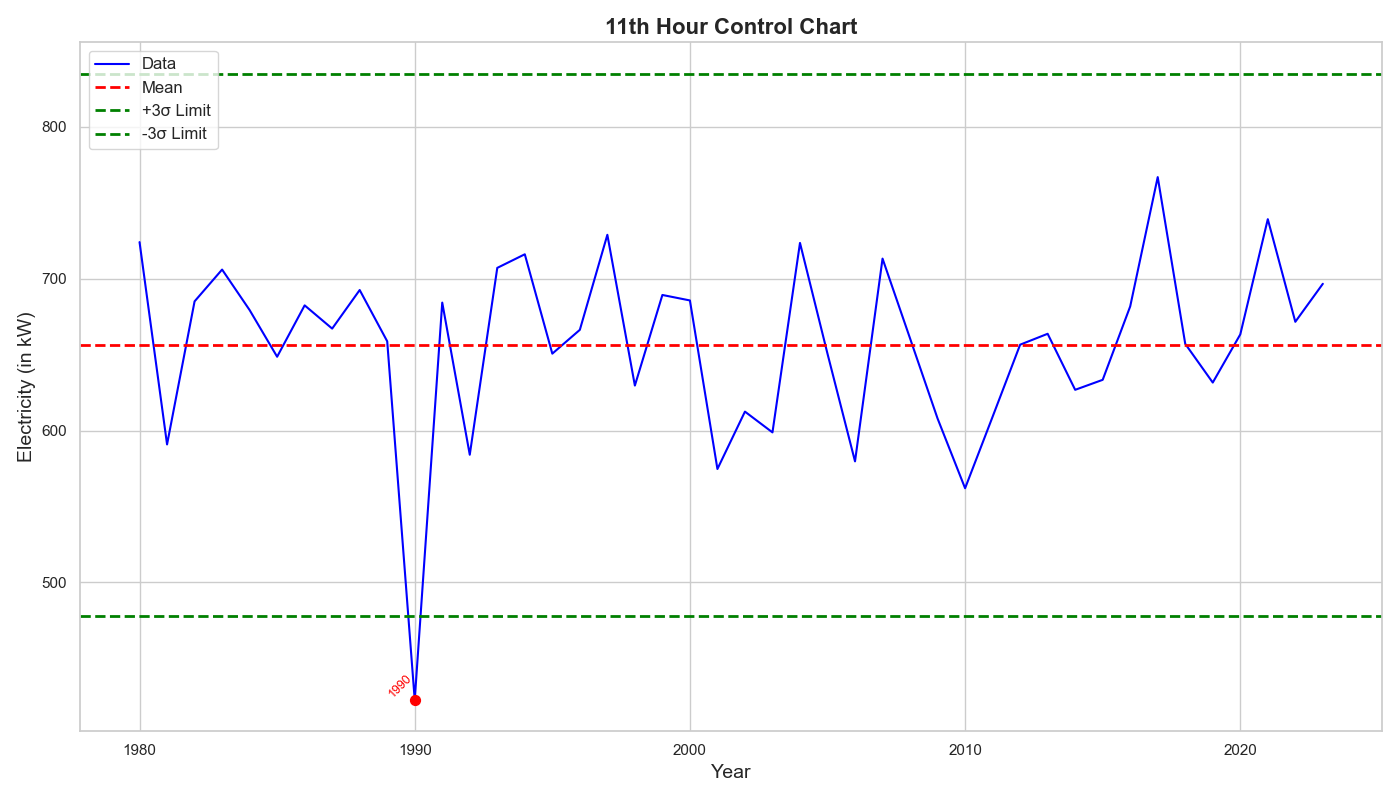 11th Hour Control Chart
Data
Mean
+3σ Limit
-3σ Limit
800
700
600
500
Electricity (in kW)
1990
1980
1990
2000
2010
2020
Year